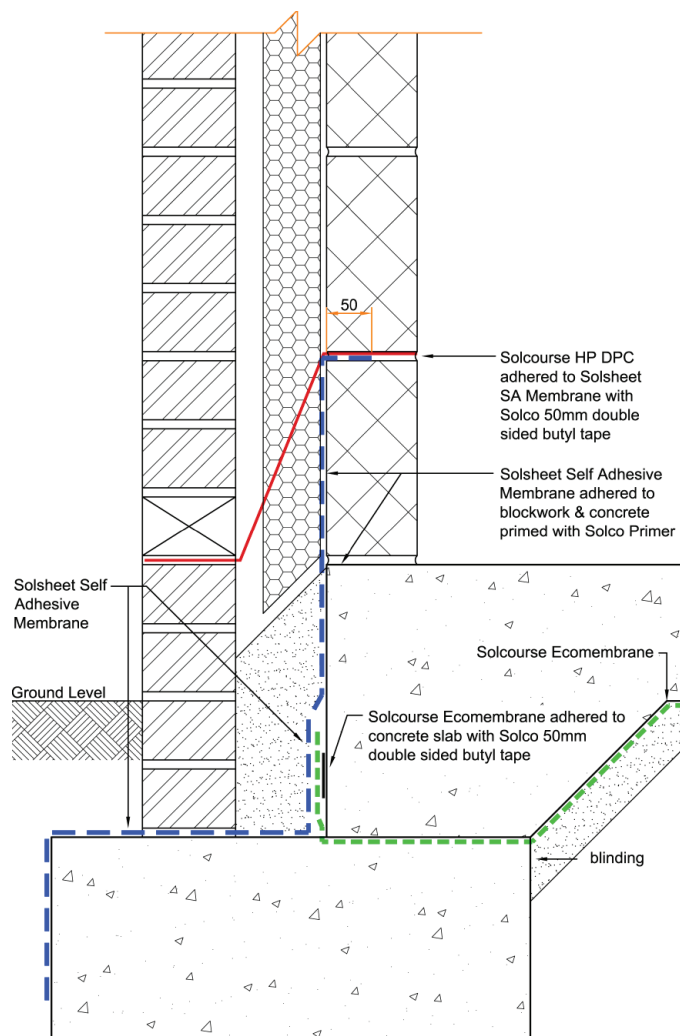 50
Solcourse HP DPC
adhered to Solsheet
SA Membrane with
Solco 50mm double
sided butyl tape
Solsheet Self Adhesive
Membrane adhered to
blockwork & concrete
primed with Solco Primer
Solsheet Self
Adhesive
Membrane
Solcourse Ecomembrane
Ground Level
Solcourse Ecomembrane adhered to
concrete slab with Solco 50mm
double sided butyl tape
blinding